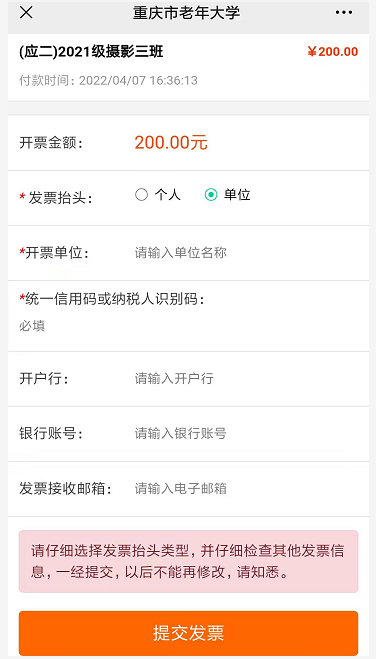 重庆市老年大学
(应二)2021级摄影三班 ￥200.00
付款时间：2022/04/07 16:36:13
开票金额： 200.00元
* 发票抬头： 个人 单位
*开票单位： 请输入单位名称
*统一信用码或纳税人识别码：
必填
开户行： 请输入开户行
银行账号： 请输入银行账号
发票接收邮箱： 请输入电子邮箱
请仔细选择发票抬头类型，并仔细检查其他发票信
息，一经提交，以后不能再修改，请知悉。
提交发票